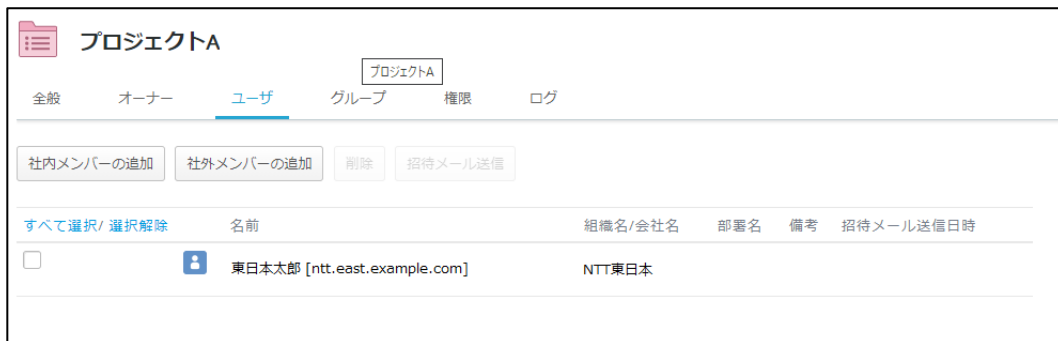 プロジェクトA
プロジェクトA
全般 オーナー ユーザ グループ 権限 ログ
社内メンバーの追加 社外メンバーの追加 削除 招待メール送信
すべて選択/ 選択解除 名前 組織名/会社名 部署名 備考 招待メール送信日時
東日本太郎 [ntt.east.example.com] NTT東日本